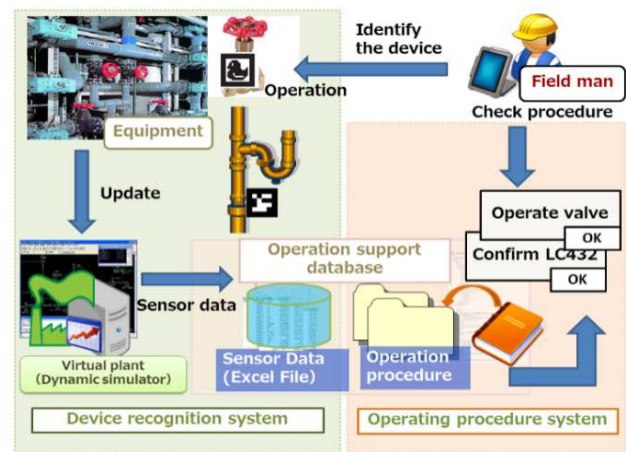 Identify
the device
Operation
Field man
Check procedure
Equipment
Update
Operate valve
OK
Confirm LC432
OK
Operation support
database
Sensor data
Virtual plant
(Dynamic simulator)
Sensor Data
(Excel File)
Operation
procedure
Device recognition system
Operating procedure system